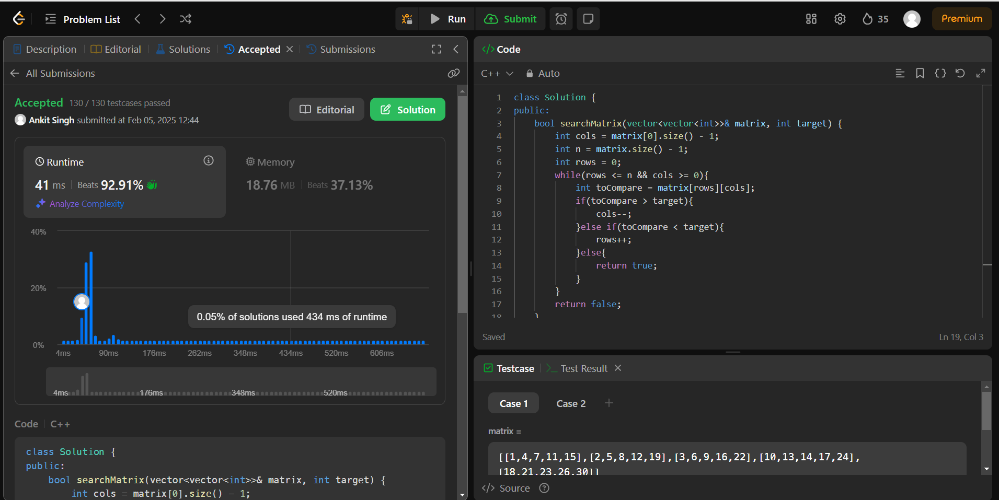 Problem List
Run
Submit
35
Premium
Description
Editorial
Solutions
Accepted
Submissions
All Submissions
Accepted 130 / 130 testcases passed
Ankit Singh submitted at Feb 05, 2025 12:44
Editorial
Solution
Runtime
41 ms | Beats 92.91%
Analyze Complexity
Memory
18.76 MB | Beats 37.13%
40%
20%
0%
0.05% of solutions used 434 ms of runtime
4ms 90ms 176ms 262ms 348ms 434ms 520ms 606ms
4ms 176ms 348ms 520ms
Code | C++
class Solution {
public:
bool searchMatrix(vector<vector<int>>& matrix, int target) {
int cols = matrix[0].size() - 1;
</> Code
C++ Auto
1 class Solution {
2 public:
3 bool searchMatrix(vector<vector<int>>& matrix, int target) {
4 int cols = matrix[0].size() - 1;
5 int n = matrix.size() - 1;
6 int rows = 0;
7 while(rows <= n && cols >= 0){
8 int toCompare = matrix[rows][cols];
9 if(toCompare > target){
10 cols--;
11 }else if(toCompare < target){
12 rows++;
13 }else{
14 return true;
15 }
16 }
17 return false;
18 }
Saved
Ln 19, Col 3
Testcase
Test Result
Case 1
Case 2
matrix =
[[1,4,7,11,15],[2,5,8,12,19],[3,6,9,16,22],[10,13,14,17,24],
[18,21,23,26,30]]
</> Source